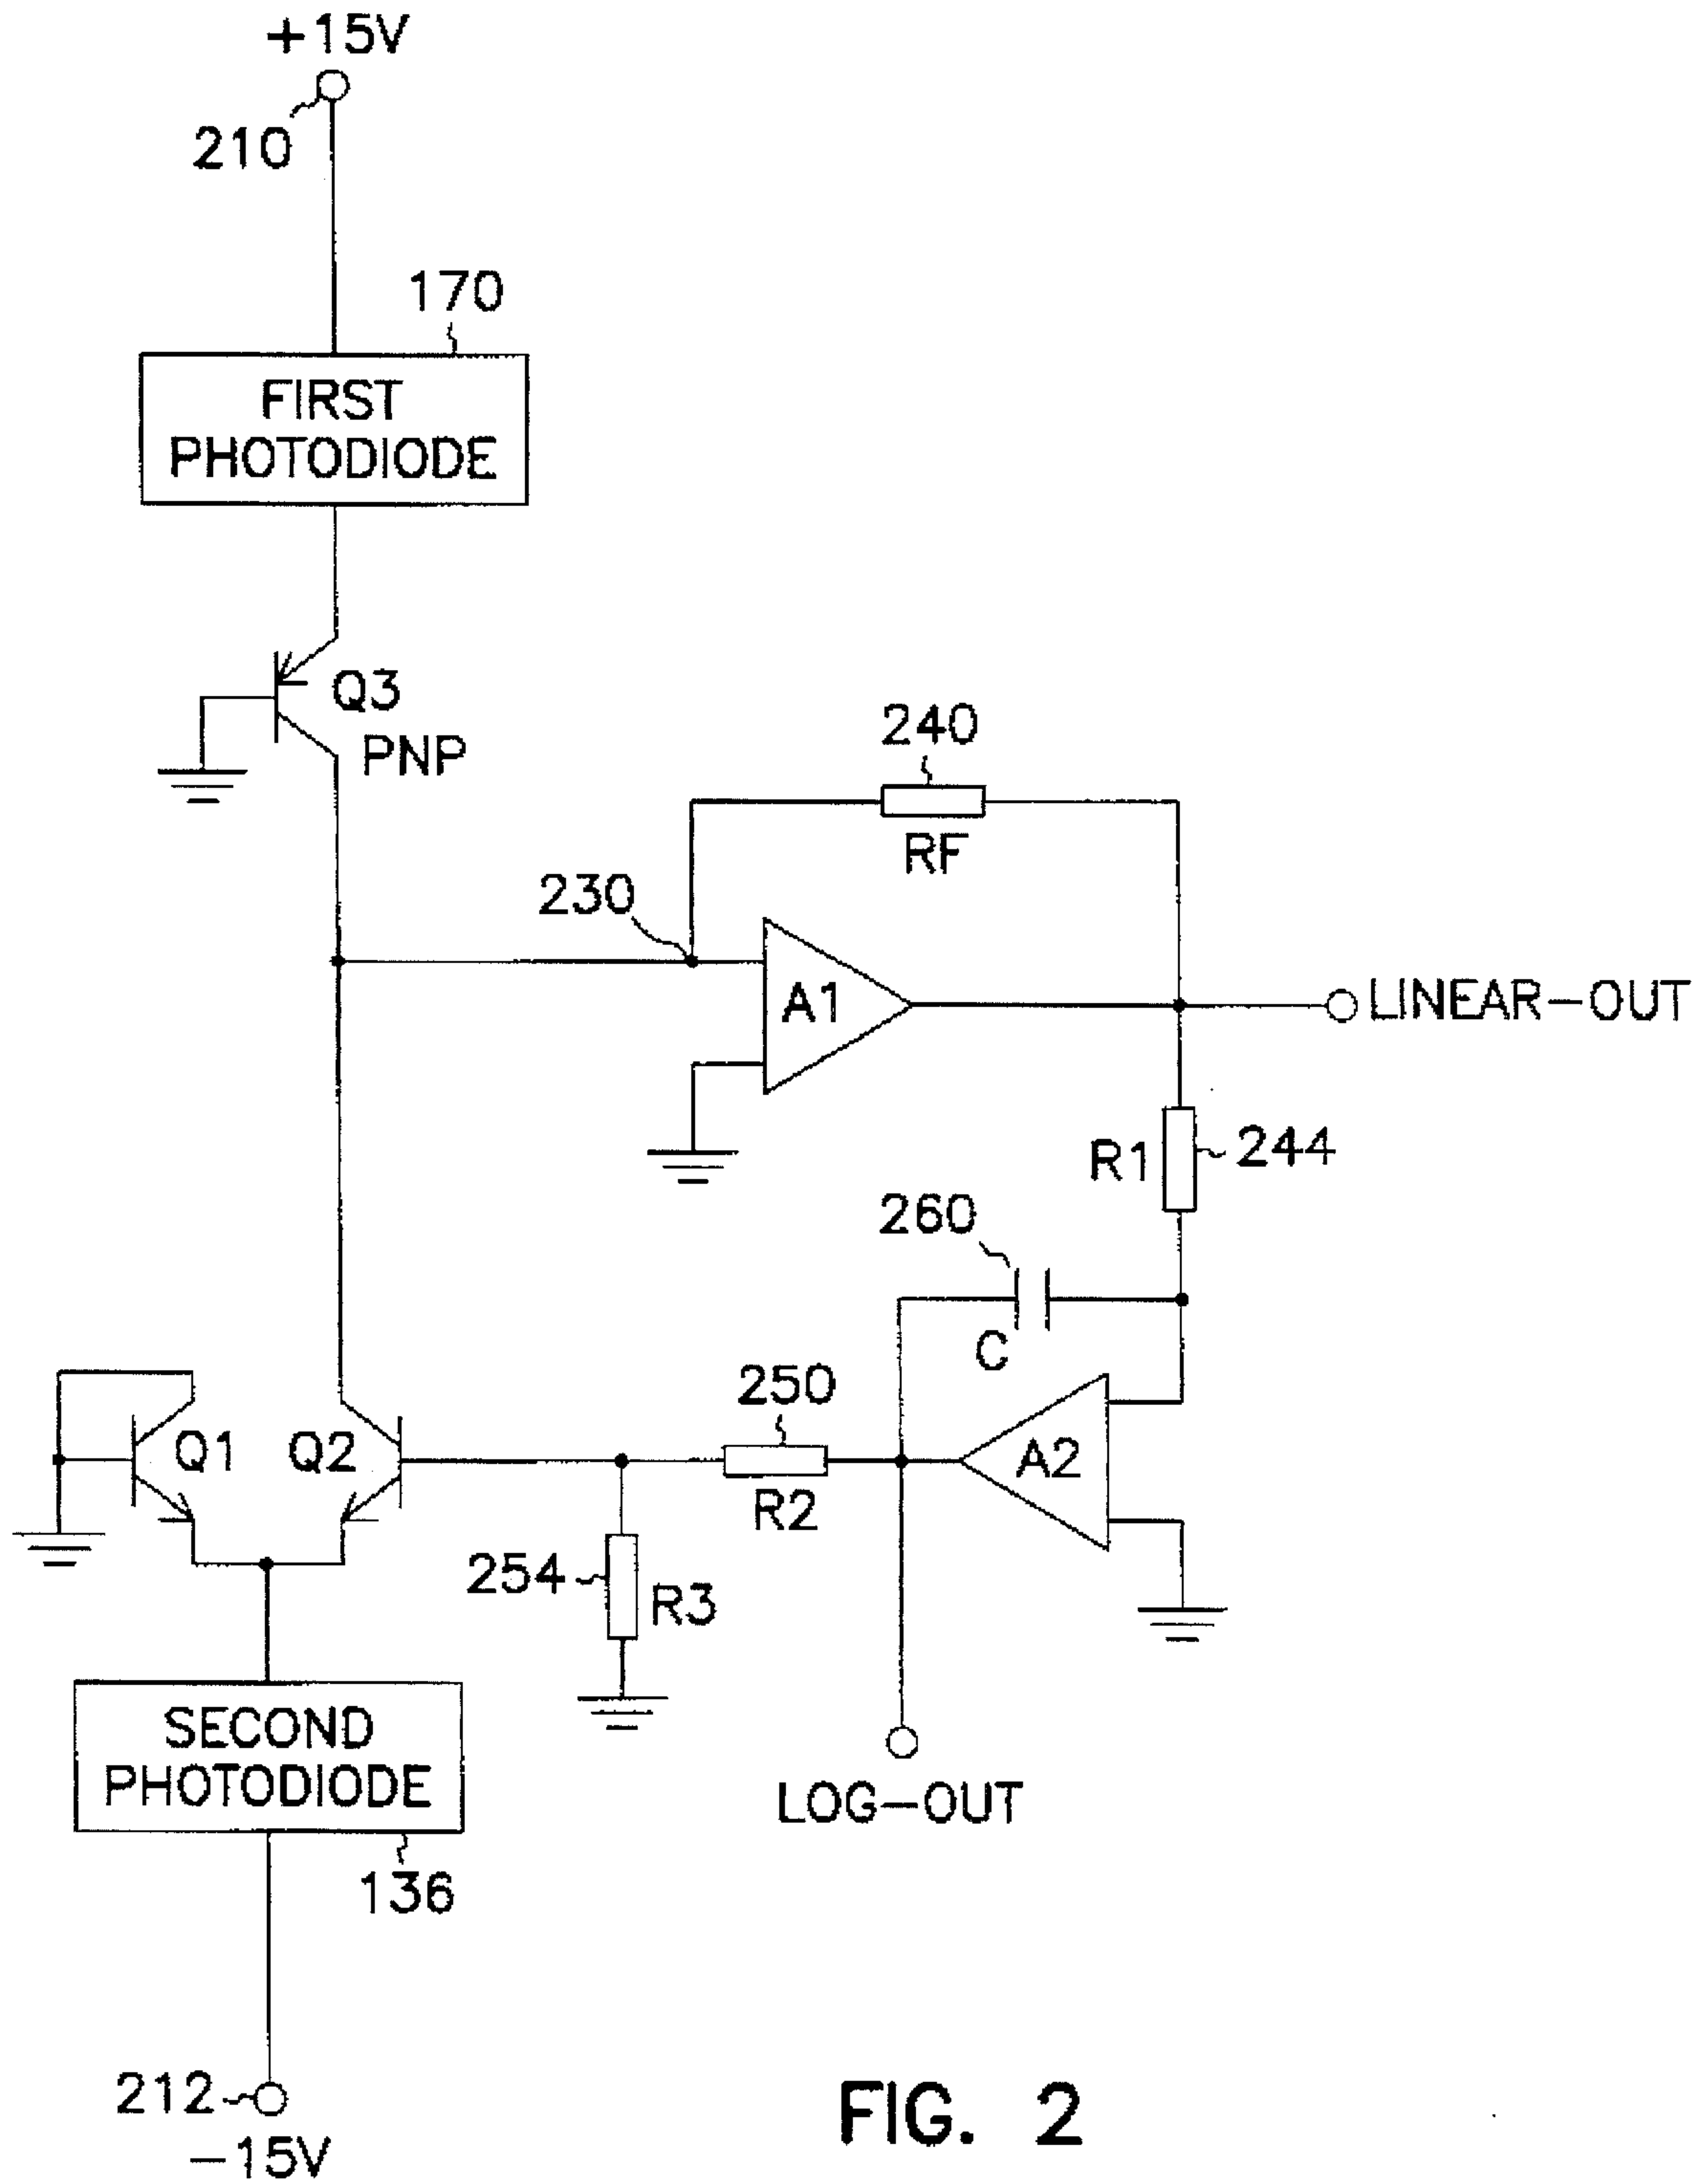 +15V
210
170
FIRST
PHOTODIODE
Q3
PNP
240
RF
230
A1
LINEAR-OUT
R1
244
260
C
250
Q1
Q2
R2
A2
254
R3
SECOND
PHOTODIODE
LOG-OUT
136
212
-15V
FIG. 2